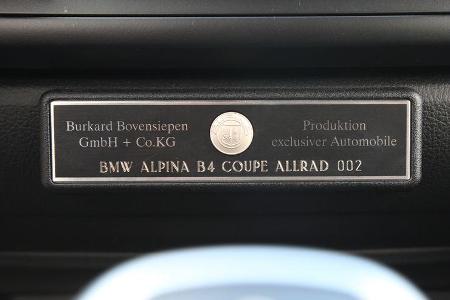 Burkard Bovensiepen
GmbH + Co.KG
Produktion
exclusiver Automobile
BMW ALPINA B4 COUPE ALLRAD 002